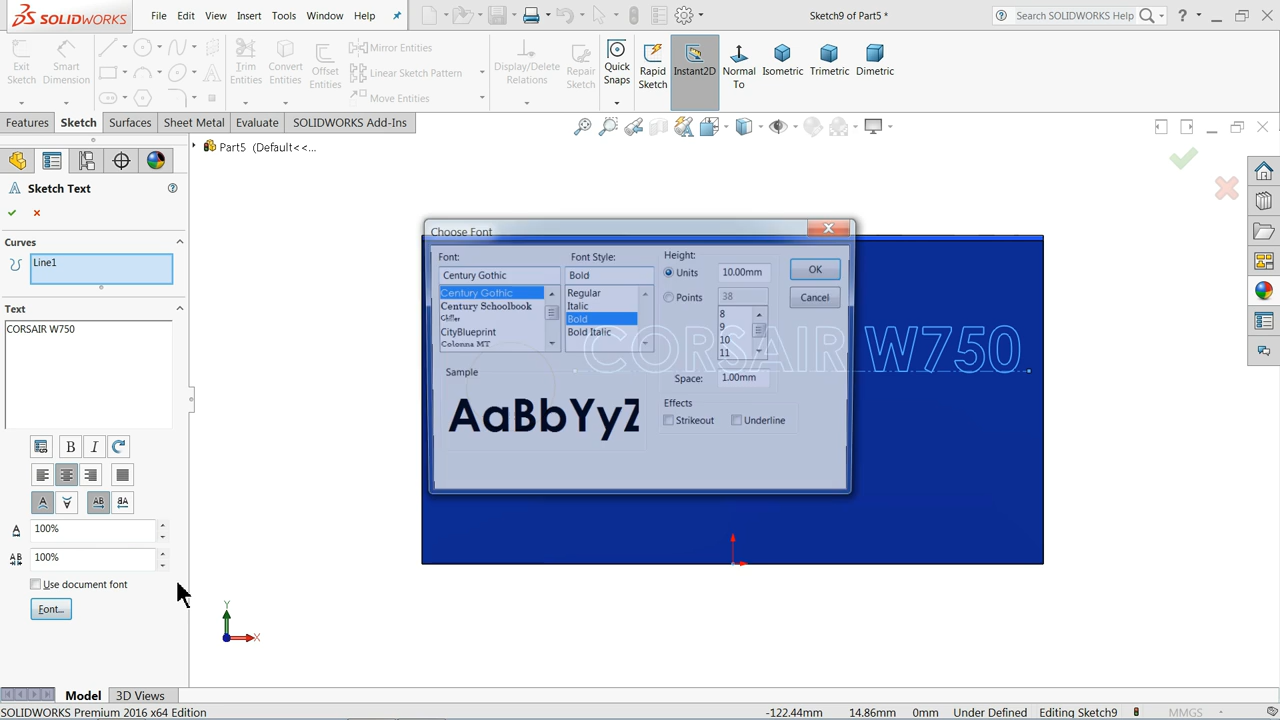 SOLIDWORKS File Edit View Insert Tools Window Help Sketch9 of Part5 * Search SOLIDWORKS Help ?
Exit Sketch
Smart Dimension
Trim Entities
Convert Entities
Offset Entities
Mirror Entities
Linear Sketch Pattern
Move Entities
Display/Delete Relations
Repair Sketch
Quick Snaps
Rapid Sketch
Instant2D
Normal To
Isometric
Trimetric
Dimetric
Features Sketch Surfaces Sheet Metal Evaluate SOLIDWORKS Add-Ins
Part5 (Default<<...
Sketch Text
Curves
Line1
Text
CORSAIR W750
B I
100%
100%
Use document font
Font...
Choose Font
Font:
Century Gothic
Century Gothic
Century Schoolbook
Chiller
CityBlueprint
Colonna MT
Font Style:
Bold
Regular
Italic
Bold
Bold Italic
Height:
Units 10.00mm
Points 38
8
9
10
11
Space: 1.00mm
OK
Cancel
Sample
AaBbYyZ
Effects
Strikeout Underline
CORSAIR W750
Y
X
Model 3D Views
SOLIDWORKS Premium 2016 x64 Edition -122.44mm 14.86mm 0mm Under Defined Editing Sketch9 MMGS